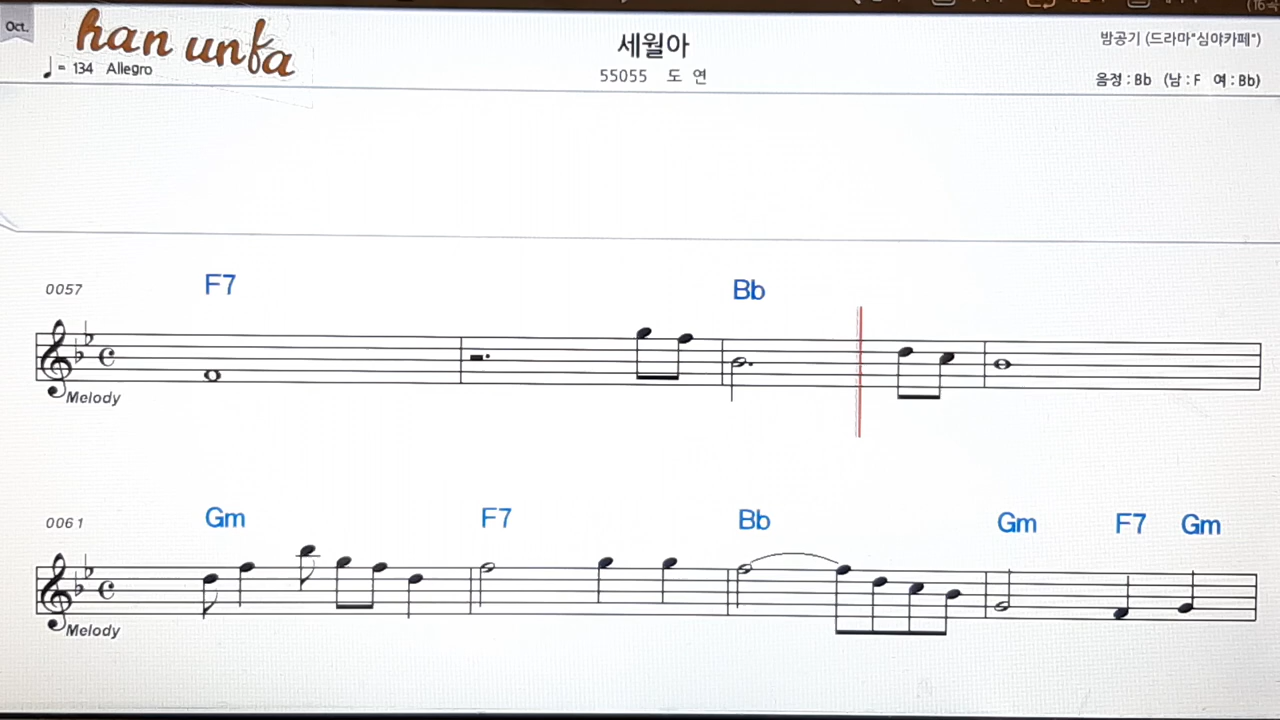 Oct.
han unfa
♩= 134 Allegro
세월아
55055 도 연
방공기 (드라마"심야카페")
음정 : Bb (남 : F 여 : Bb)
0057
F7
Bb
Melody
0061
Gm
F7
Bb
Gm
F7
Gm
Melody